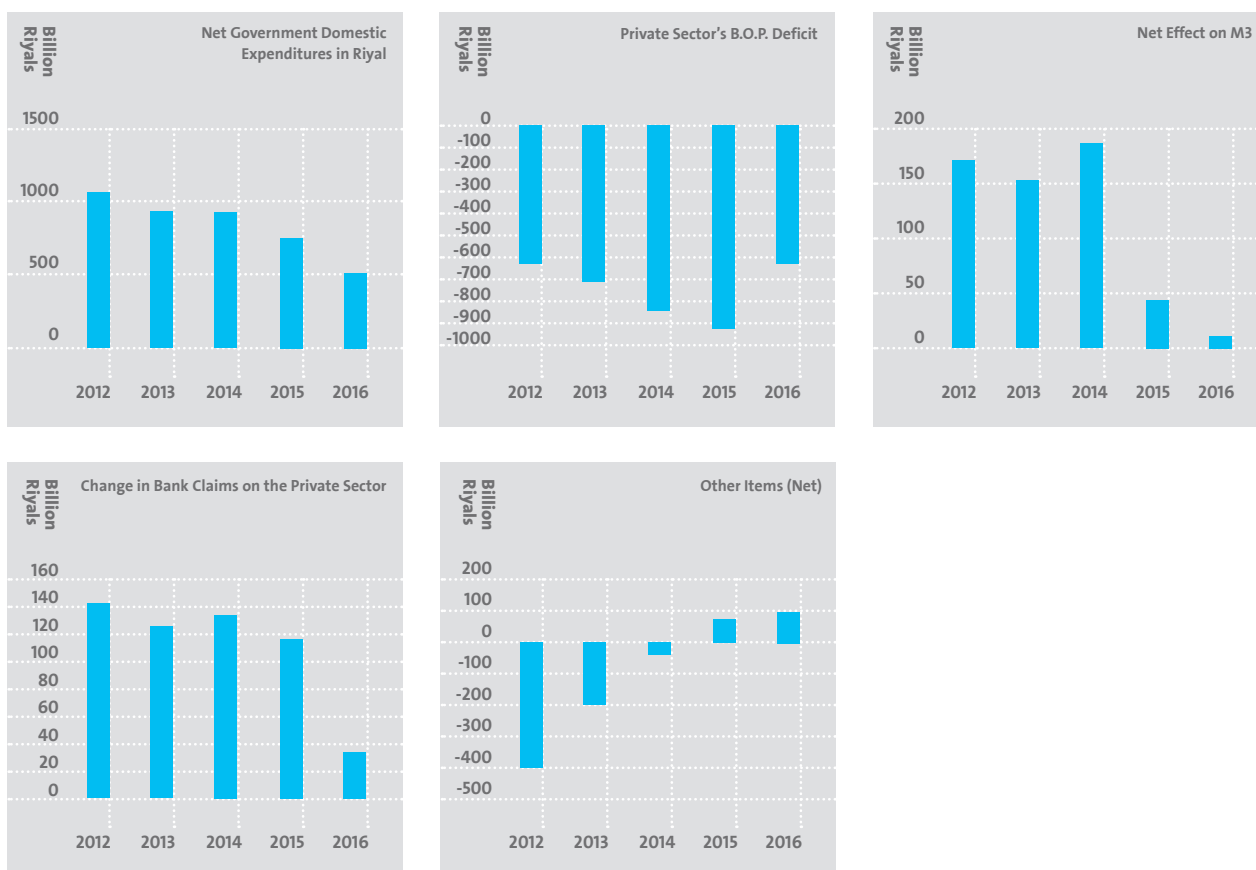 Billion
Riyals
Net Government Domestic
Expenditures in Riyal
1500
1000
500
0
2012 2013 2014 2015 2016
Billion
Riyals
Private Sector's B.O.P. Deficit
0
-100
-200
-300
-400
-500
-600
-700
-800
-900
-1000
2012 2013 2014 2015 2016
Billion
Riyals
Net Effect on M3
200
150
100
50
0
2012 2013 2014 2015 2016
Billion
Riyals
Change in Bank Claims on the Private Sector
160
140
120
100
80
60
40
20
0
2012 2013 2014 2015 2016
Billion
Riyals
Other Items (Net)
200
100
0
-100
-200
-300
-400
-500
2012 2013 2014 2015 2016